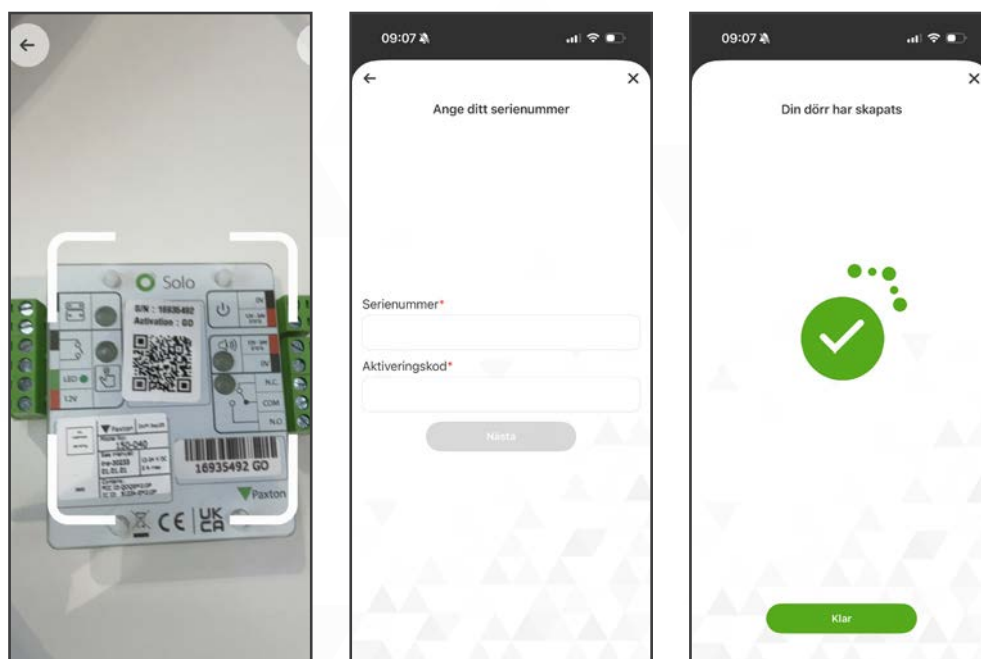 Solo
S/N : 16935492
Activation : GO
IN
LED
12V
IN
N.C.
COM
N.O.
Paxton
150-040
16935492 GO
Paxton
CE
UK
CA
09:07
Ange ditt serienummer
Serienummer*
Aktiveringskod*
Nästa
09:07
Din dörr har skapats
Klar